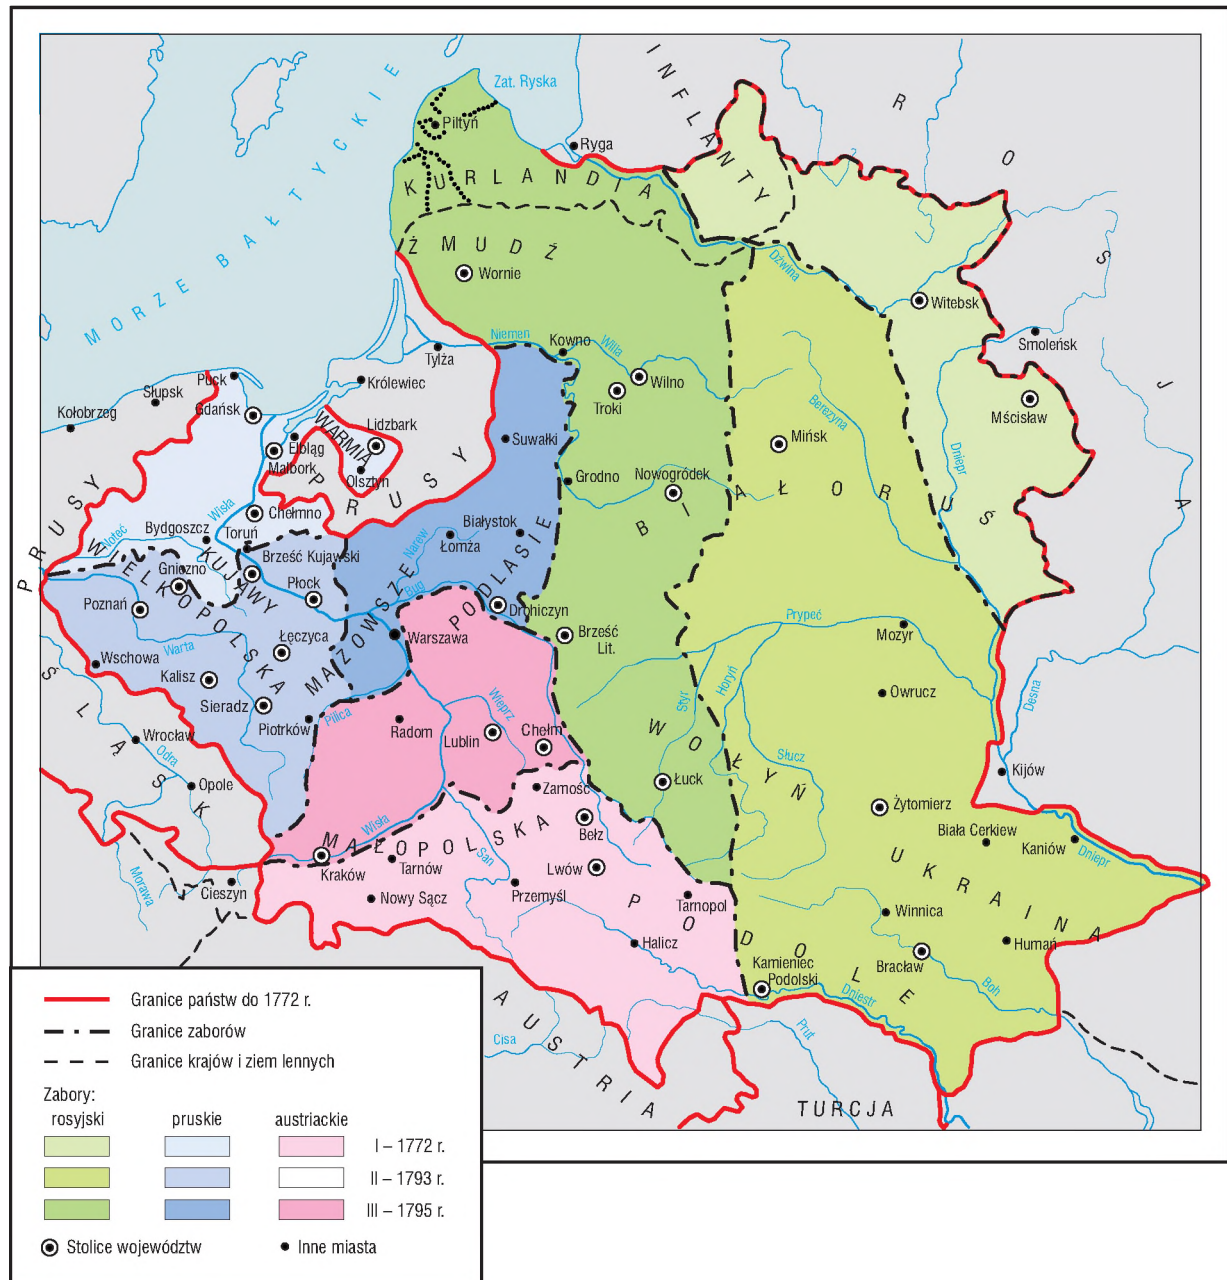 MORZE BAŁTYCKIE
Zat. Ryska
INFLANTY
ROSJA
Piltyń
Ryga
KURLANDIA
ŻMUDŹ
Wornie
Dźwina
Witebsk
Smoleńsk
Mścisław
Niemen
Kowno
Wilia
Tylża
Wilno
Troki
Berezyna
Dniepr
Puck
Słupsk
Królewiec
Kołobrzeg
Gdańsk
WARMIA
Lidzbark
Elbląg
Malbork
Olsztyn
PRUSY
Suwałki
Mińsk
Grodno
Nowogródek
BIAŁORUŚ
PRUSY
Wisła
Chełmno
Noteć
Bydgoszcz
Toruń
Białystok
Narew
Łomża
WIELKOPOLSKA
KUJAWY
Brześć Kujawski
Gniezno
Płock
MAZOWSZE
Bug
PODLASIE
Poznań
Drohiczyn
Prypeć
Mozyr
Warta
Łęczyca
Warszawa
Brześć
Lit.
Wschowa
Kalisz
Styr
Horyń
Owrucz
Desna
ŚLĄSK
Sieradz
Piotrków
Pilica
Radom
Wieprz
Lublin
Chełm
WOŁYŃ
Słucz
Wrocław
Odra
Opole
Zamość
Łuck
Kijów
Żytomierz
Wisła
MAŁOPOLSKA
Bełz
Biała Cerkiew
Kaniów
Dniepr
Kraków
Tarnów
San
Lwów
UKRAINA
Morawa
Cieszyn
Nowy Sącz
Przemyśl
Tarnopol
Winnica
PODOLE
Halicz
Humań
Bracław
Kamieniec
Podolski
Dniestr
Boh
AUSTRIA
Cisa
Prut
TURCJA
Granice państw do 1772 r.
Granice zaborów
Granice krajów i ziem lennych
Zabory:
rosyjski pruskie austriackie
I – 1772 r.
II – 1793 r.
III – 1795 r.
Stolice województw Inne miasta